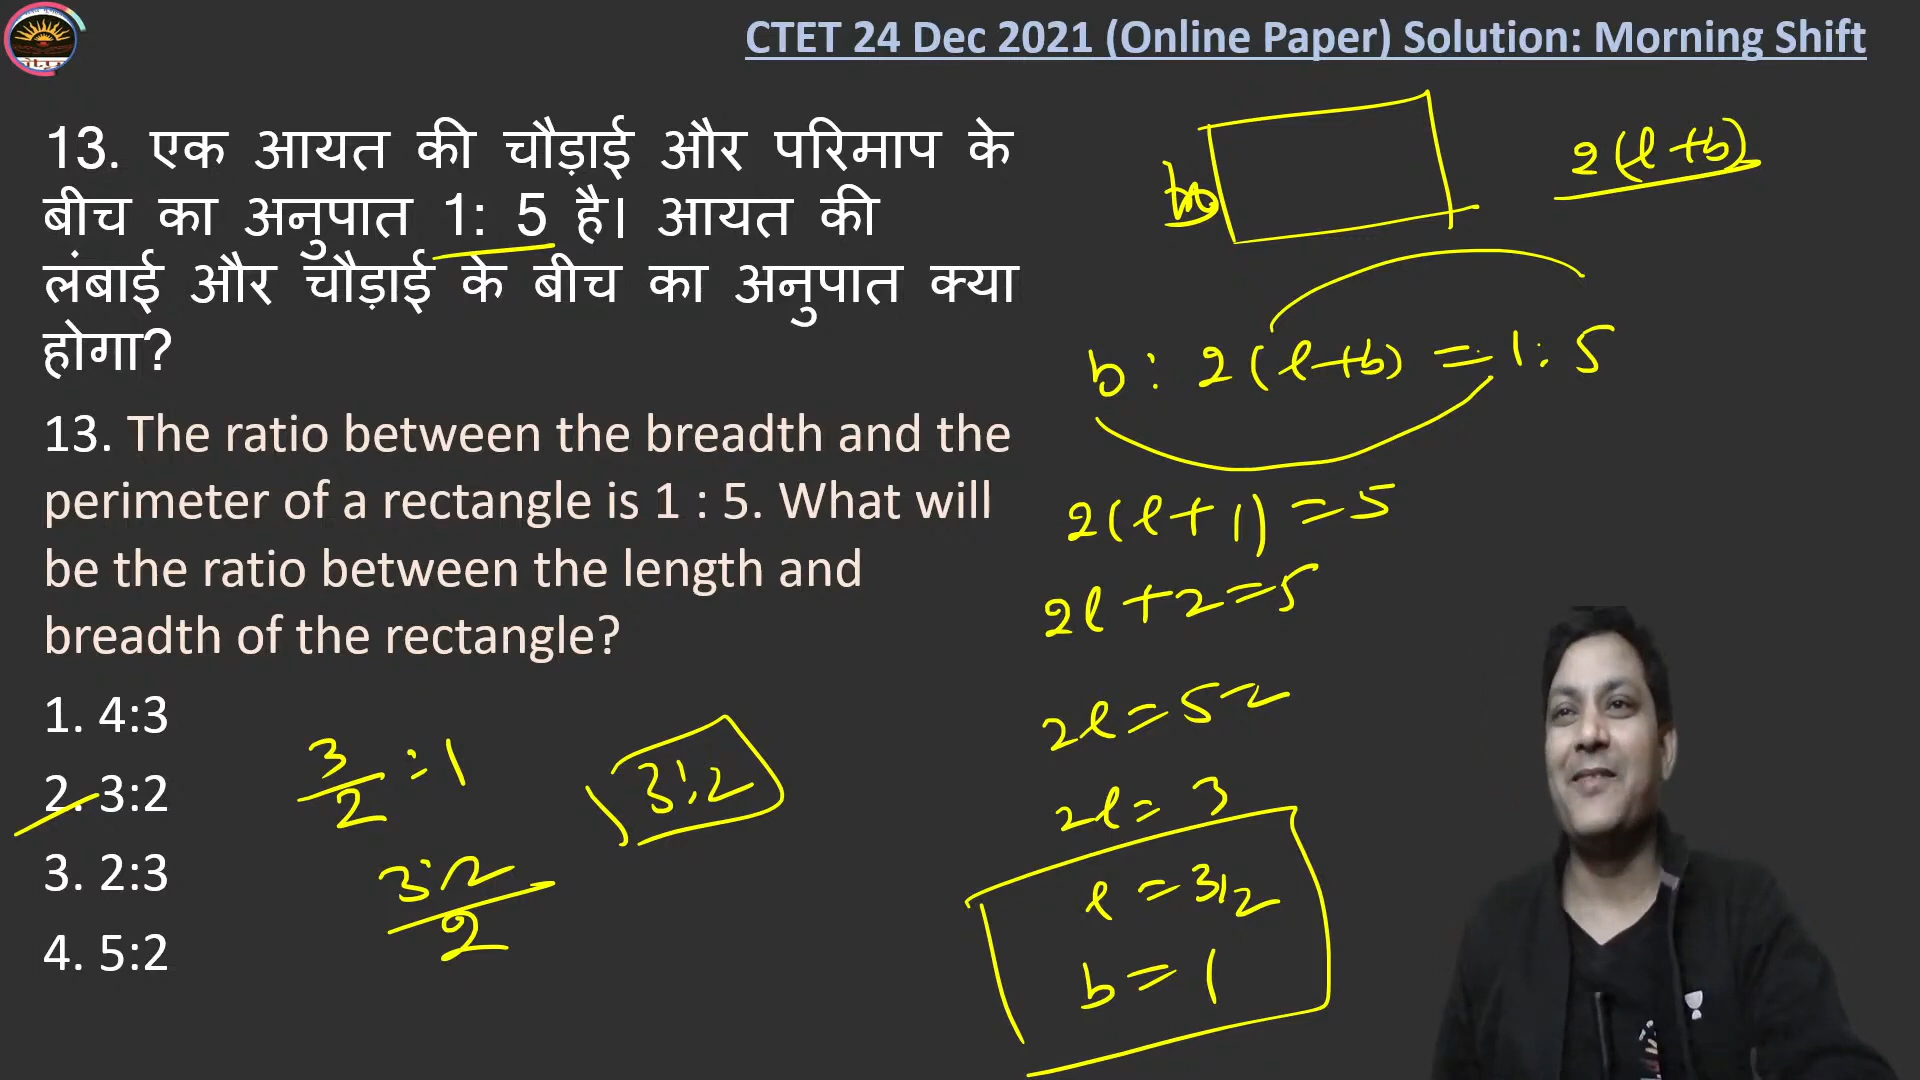 CTET 24 Dec 2021 (Online Paper) Solution: Morning Shift
13. एक आयत की चौड़ाई और परिमाप के
बीच का अनुपात 1: 5 है। आयत की
लंबाई और चौड़ाई के बीच का अनुपात क्या
होगा?
13. The ratio between the breadth and the
perimeter of a rectangle is 1 : 5. What will
be the ratio between the length and
breadth of the rectangle?
1. 4:3
2. 3:2
3. 2:3
4. 5:2
3/2 : 1
3:2
2
3:2
2(l+b)
b : 2(l+b) = 1 : 5
2(l+1) = 5
2l+2=5
2l=5-2
2l= 3
l = 3/2
b = 1